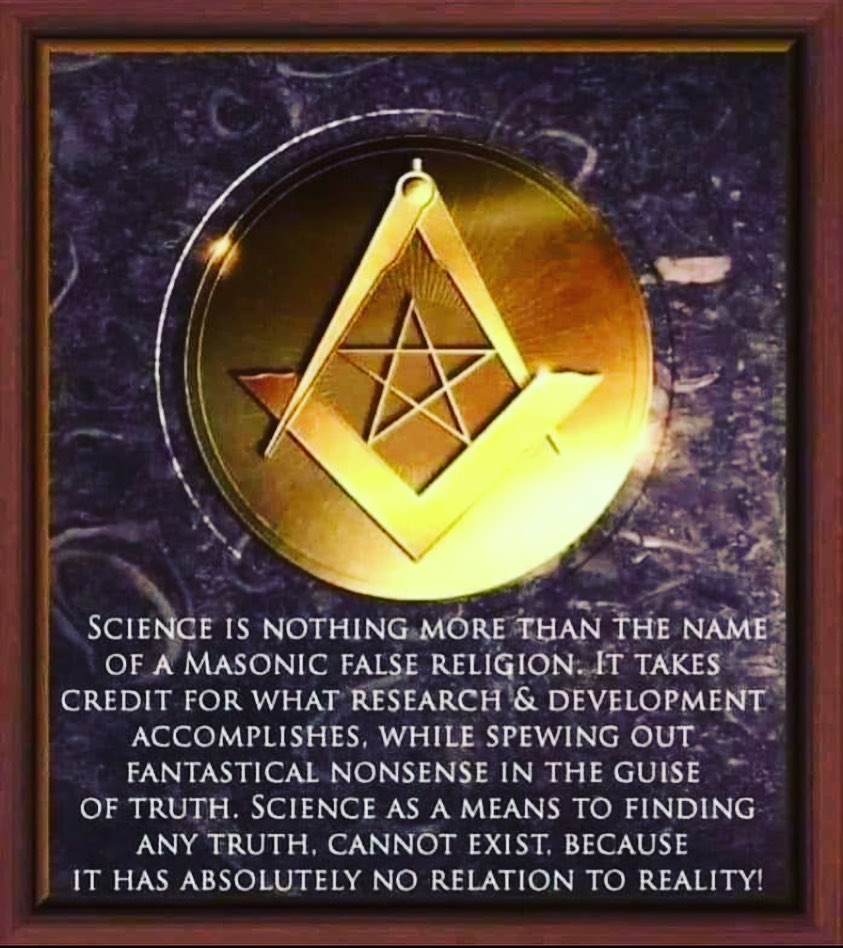 Science is nothing more than the name
of a Masonic false religion. It takes
credit for what research & development
accomplishes, while spewing out
fantastical nonsense in the guise
of truth. Science as a means to finding
any truth, cannot exist, because
it has absolutely no relation to reality!